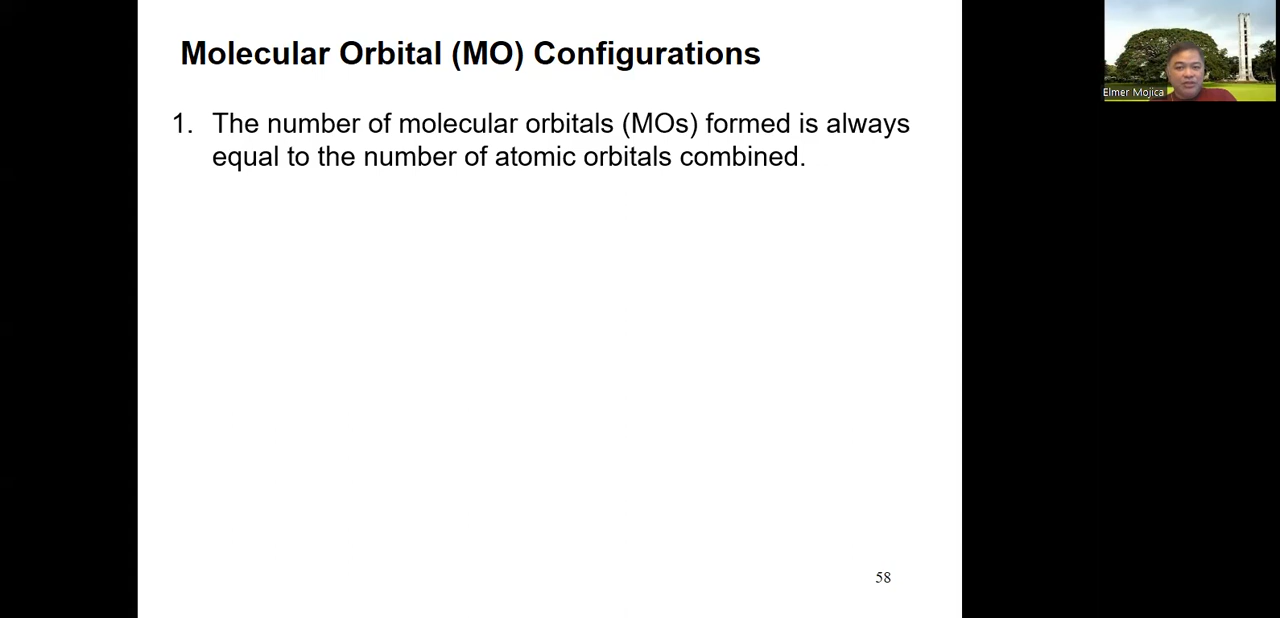 Molecular Orbital (MO) Configurations
Elmer Mojica
1. The number of molecular orbitals (MOs) formed is always
equal to the number of atomic orbitals combined.
58